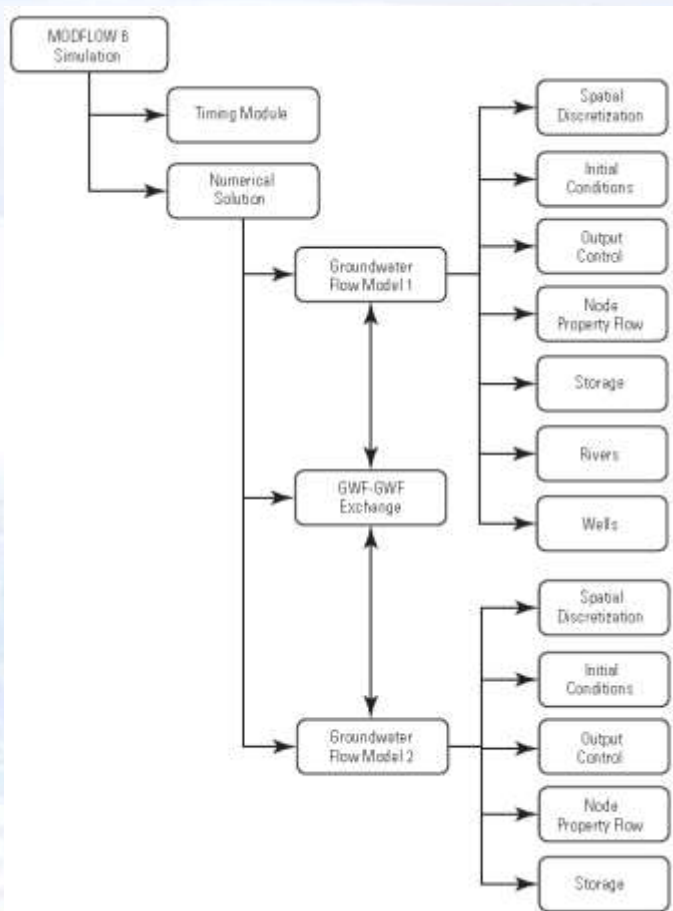 MODFLOW 6
Simulation
Timing Module
Numerical
Solution
Groundwater
Flow Model 1
GWF-GWF
Exchange
Groundwater
Flow Model 2
Spatial
Discretization
Initial
Conditions
Output
Control
Node
Property Flow
Storage
Rivers
Wells
Spatial
Discretization
Initial
Conditions
Output
Control
Node
Property Flow
Storage